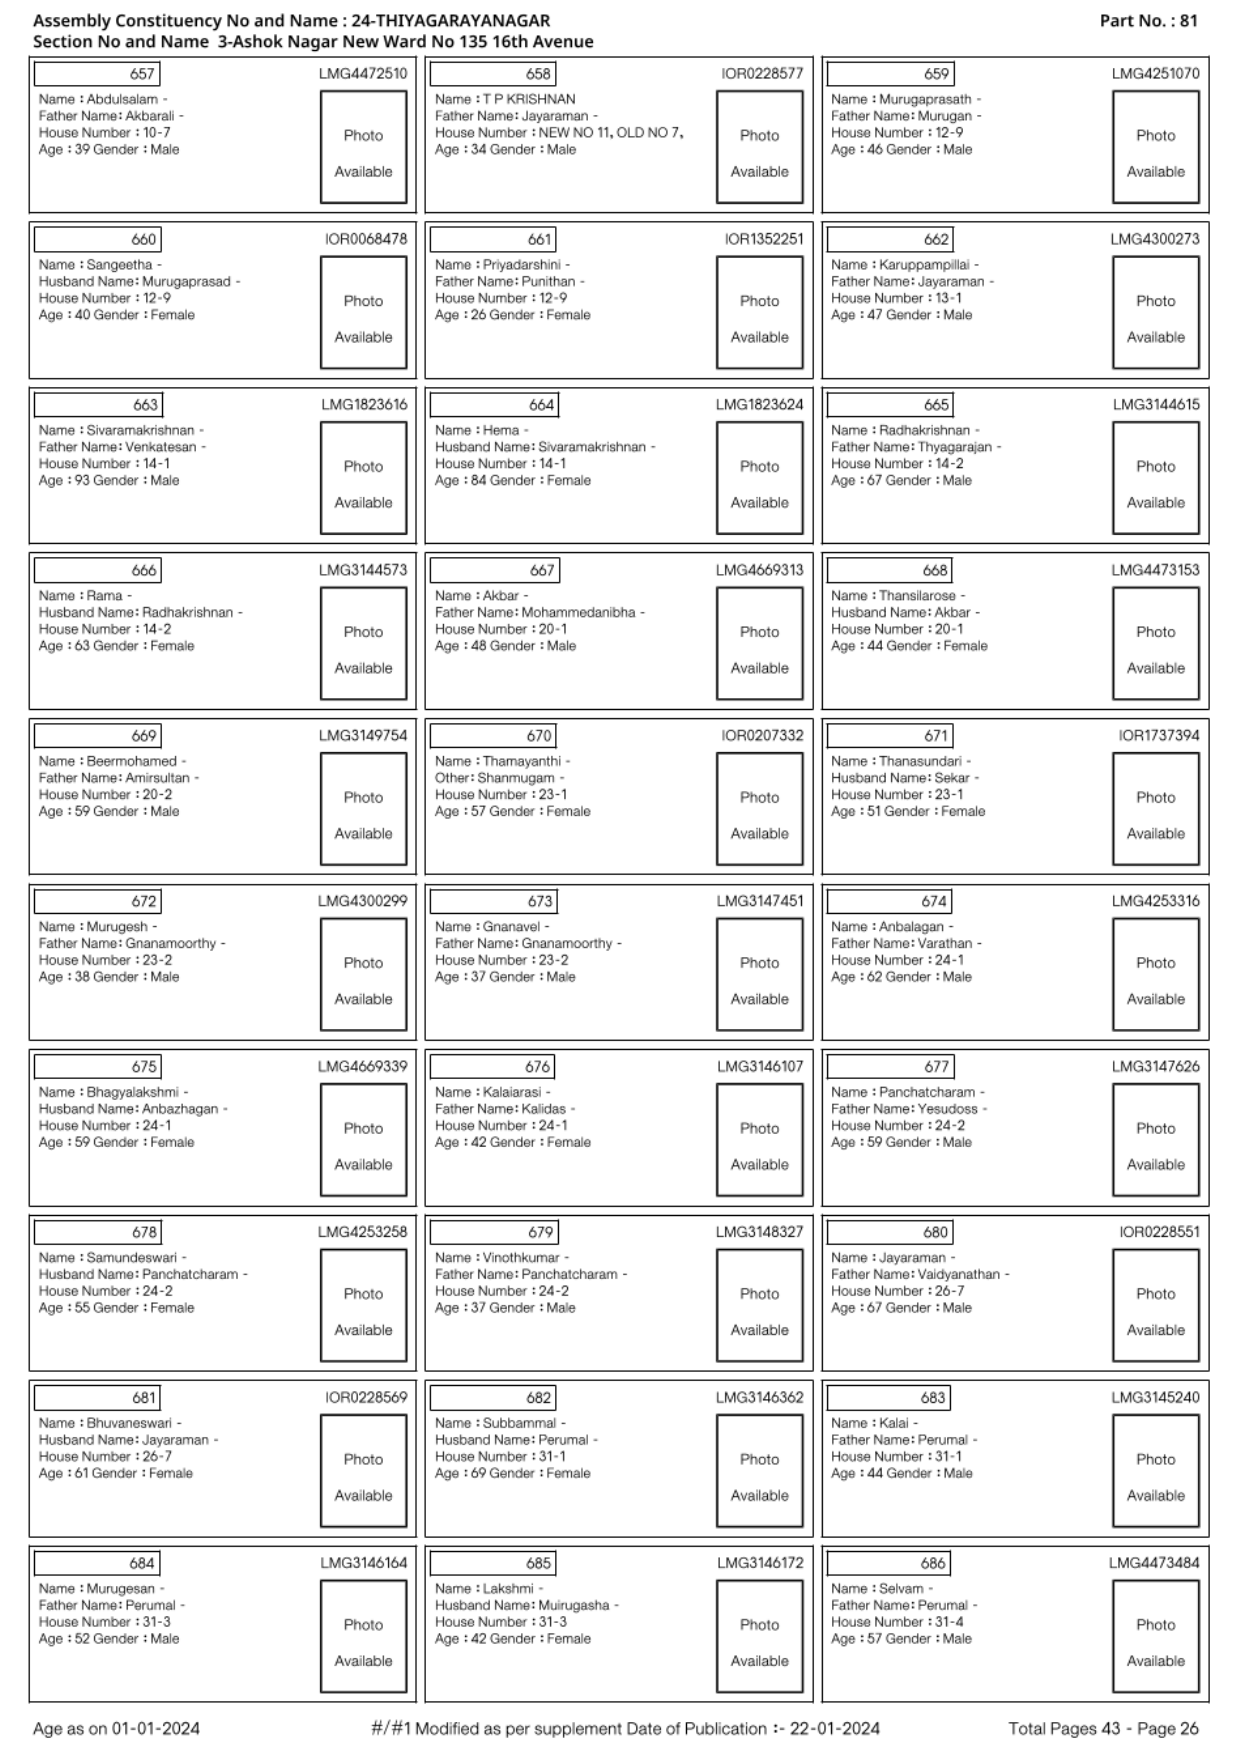 Assembly Constituency No and Name : 24-THIYAGARAYANAGAR
Part No. : 81
Section No and Name 3-Ashok Nagar New Ward No 135 16th Avenue
657
LMG4472510
Name : Abdulsalam -
Father Name: Akbarali -
House Number : 10-7
Age : 39 Gender : Male
Photo
Available
658
IOR0228577
Name : T P KRISHNAN
Father Name: Jayaraman -
House Number : NEW NO 11, OLD NO 7,
Age : 34 Gender : Male
Photo
Available
659
LMG4251070
Name : Murugaprasath -
Father Name: Murugan -
House Number : 12-9
Age : 46 Gender : Male
Photo
Available
660
IOR0068478
Name : Sangeetha -
Husband Name: Murugaprasad -
House Number : 12-9
Age : 40 Gender : Female
Photo
Available
661
IOR1352251
Name : Priyadarshini -
Father Name: Punithan -
House Number : 12-9
Age : 26 Gender : Female
Photo
Available
662
LMG4300273
Name : Karuppampillai -
Father Name: Jayaraman -
House Number : 13-1
Age : 47 Gender : Male
Photo
Available
663
LMG1823616
Name : Sivaramakrishnan -
Father Name: Venkatesan -
House Number : 14-1
Age : 93 Gender : Male
Photo
Available
664
LMG1823624
Name : Hema -
Husband Name: Sivaramakrishnan -
House Number : 14-1
Age : 84 Gender : Female
Photo
Available
665
LMG3144615
Name : Radhakrishnan -
Father Name: Thyagarajan -
House Number : 14-2
Age : 67 Gender : Male
Photo
Available
666
LMG3144573
Name : Rama -
Husband Name: Radhakrishnan -
House Number : 14-2
Age : 63 Gender : Female
Photo
Available
667
LMG4669313
Name : Akbar -
Father Name: Mohammedanibha -
House Number : 20-1
Age : 48 Gender : Male
Photo
Available
668
LMG4473153
Name : Thansilarose -
Husband Name: Akbar -
House Number : 20-1
Age : 44 Gender : Female
Photo
Available
669
LMG3149754
Name : Beermohamed -
Father Name: Amirsultan -
House Number : 20-2
Age : 59 Gender : Male
Photo
Available
670
IOR0207332
Name : Thamayanthi -
Other: Shanmugam -
House Number : 23-1
Age : 57 Gender : Female
Photo
Available
671
IOR1737394
Name : Thanasundari -
Husband Name: Sekar -
House Number : 23-1
Age : 51 Gender : Female
Photo
Available
672
LMG4300299
Name : Murugesh -
Father Name: Gnanamoorthy -
House Number : 23-2
Age : 38 Gender : Male
Photo
Available
673
LMG3147451
Name : Gnanavel -
Father Name: Gnanamoorthy -
House Number : 23-2
Age : 37 Gender : Male
Photo
Available
674
LMG4253316
Name : Anbalagan -
Father Name: Varathan -
House Number : 24-1
Age : 62 Gender : Male
Photo
Available
675
LMG4669339
Name : Bhagyalakshmi -
Husband Name: Anbazhagan -
House Number : 24-1
Age : 59 Gender : Female
Photo
Available
676
LMG3146107
Name : Kalaiarasi -
Father Name: Kalidas -
House Number : 24-1
Age : 42 Gender : Female
Photo
Available
677
LMG3147626
Name : Panchatcharam -
Father Name: Yesudoss -
House Number : 24-2
Age : 59 Gender : Male
Photo
Available
678
LMG4253258
Name : Samundeswari -
Husband Name: Panchatcharam -
House Number : 24-2
Age : 55 Gender : Female
Photo
Available
679
LMG3148327
Name : Vinothkumar -
Father Name: Panchatcharam -
House Number : 24-2
Age : 37 Gender : Male
Photo
Available
680
IOR0228551
Name : Jayaraman -
Father Name: Vaidyanathan -
House Number : 26-7
Age : 67 Gender : Male
Photo
Available
681
IOR0228569
Name : Bhuvaneswari -
Husband Name: Jayaraman -
House Number : 26-7
Age : 61 Gender : Female
Photo
Available
682
LMG3146362
Name : Subbammal -
Husband Name: Perumal -
House Number : 31-1
Age : 69 Gender : Female
Photo
Available
683
LMG3145240
Name : Kalai -
Father Name: Perumal -
House Number : 31-1
Age : 44 Gender : Male
Photo
Available
684
LMG3146164
Name : Murugesan -
Father Name: Perumal -
House Number : 31-3
Age : 52 Gender : Male
Photo
Available
685
LMG3146172
Name : Lakshmi -
Husband Name: Muirugasha -
House Number : 31-3
Age : 42 Gender : Female
Photo
Available
686
LMG4473484
Name : Selvam -
Father Name: Perumal -
House Number : 31-4
Age : 57 Gender : Male
Photo
Available
Age as on 01-01-2024
#/#1 Modified as per supplement Date of Publication :- 22-01-2024
Total Pages 43 - Page 26